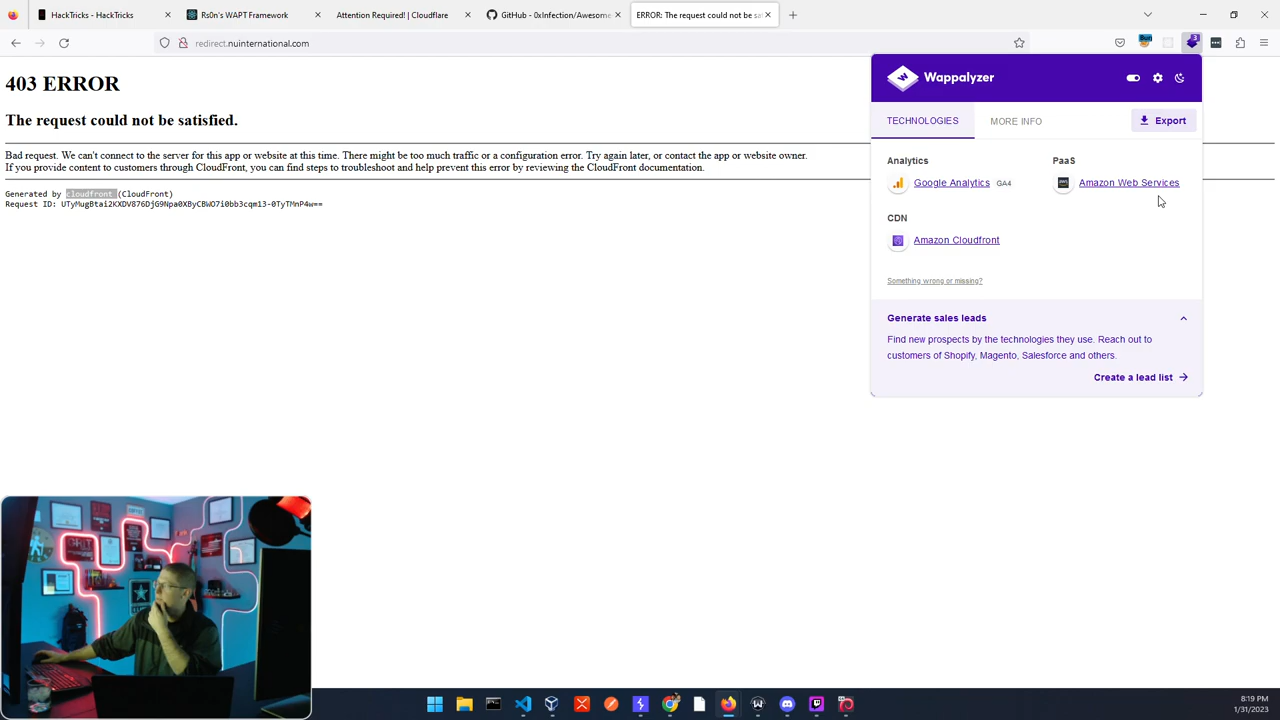 HackTricks - HackTricks
Rs0n's WAPT Framework
Attention Required! | Cloudflare
GitHub - 0xInfection/Awesome-
ERROR: The request could not be sa
redirect.nuinternational.com
403 ERROR
The request could not be satisfied.
Bad request. We can't connect to the server for this app or website at this time. There might be too much traffic or a configuration error. Try again later, or contact the app or website owner.
If you provide content to customers through CloudFront, you can find steps to troubleshoot and help prevent this error by reviewing the CloudFront documentation.
Generated by cloudfront (CloudFront)
Request ID: UTyMugBtai2KXDV876DjG9Npa0XByCBWO7i0bb3cqm13-0TyTMnP4w==
3
Wappalyzer
TECHNOLOGIES
MORE INFO
Export
Analytics
PaaS
Google Analytics GA4
Amazon Web Services
CDN
Amazon Cloudfront
Something wrong or missing?
Generate sales leads
Find new prospects by the technologies they use. Reach out to
customers of Shopify, Magento, Salesforce and others.
Create a lead list
8:19 PM
1/31/2023